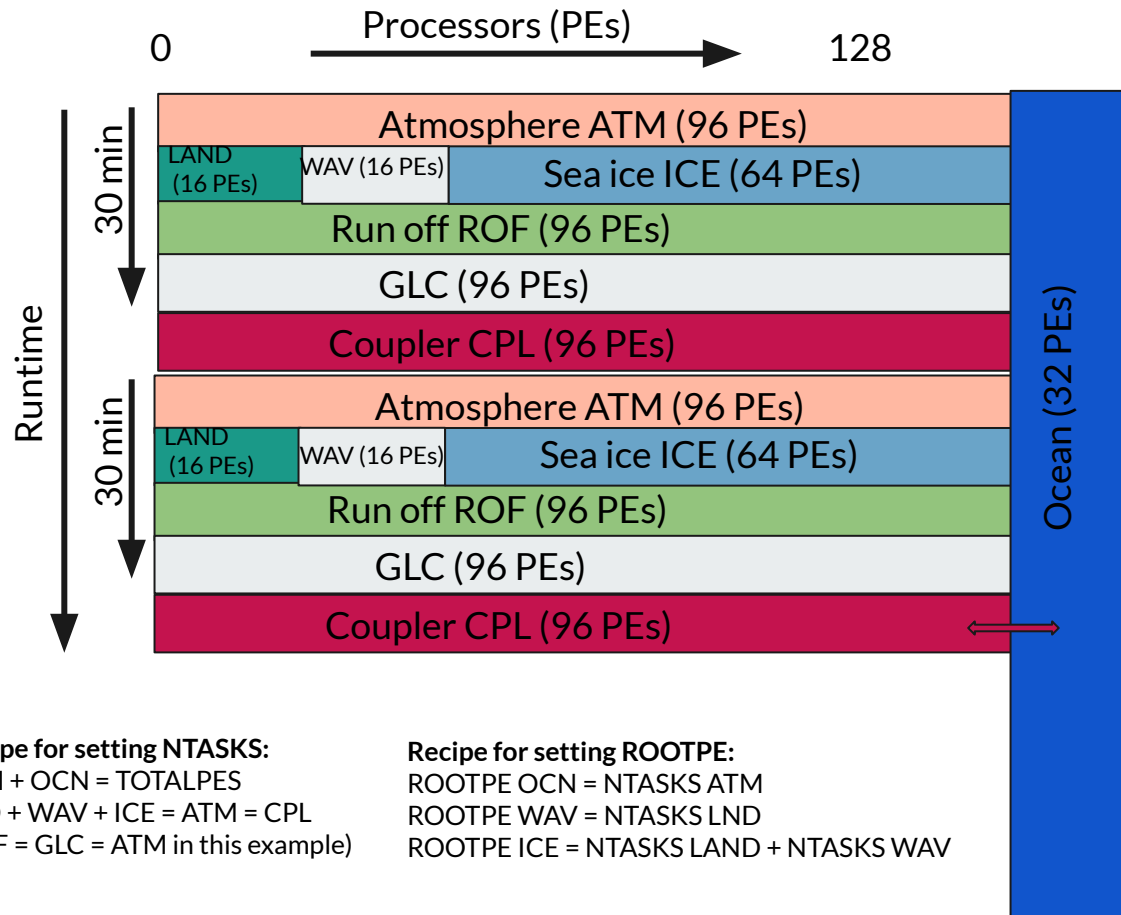 Processors (PEs)
0
128
Runtime
30 min
Atmosphere ATM (96 PEs)
LAND
(16 PEs)
WAV (16 PEs)
Sea ice ICE (64 PEs)
Run off ROF (96 PEs)
GLC (96 PEs)
Coupler CPL (96 PEs)
30 min
Atmosphere ATM (96 PEs)
LAND
(16 PEs)
WAV (16 PEs)
Sea ice ICE (64 PEs)
Run off ROF (96 PEs)
GLC (96 PEs)
Coupler CPL (96 PEs)
Ocean (32 PEs)
for setting NTASKS:
+ OCN = TOTALPES
+ WAV + ICE = ATM = CPL
= GLC = ATM in this example)
Recipe for setting ROOTPE:
ROOTPE OCN = NTASKS ATM
ROOTPE WAV = NTASKS LND
ROOTPE ICE = NTASKS LAND + NTASKS WAV